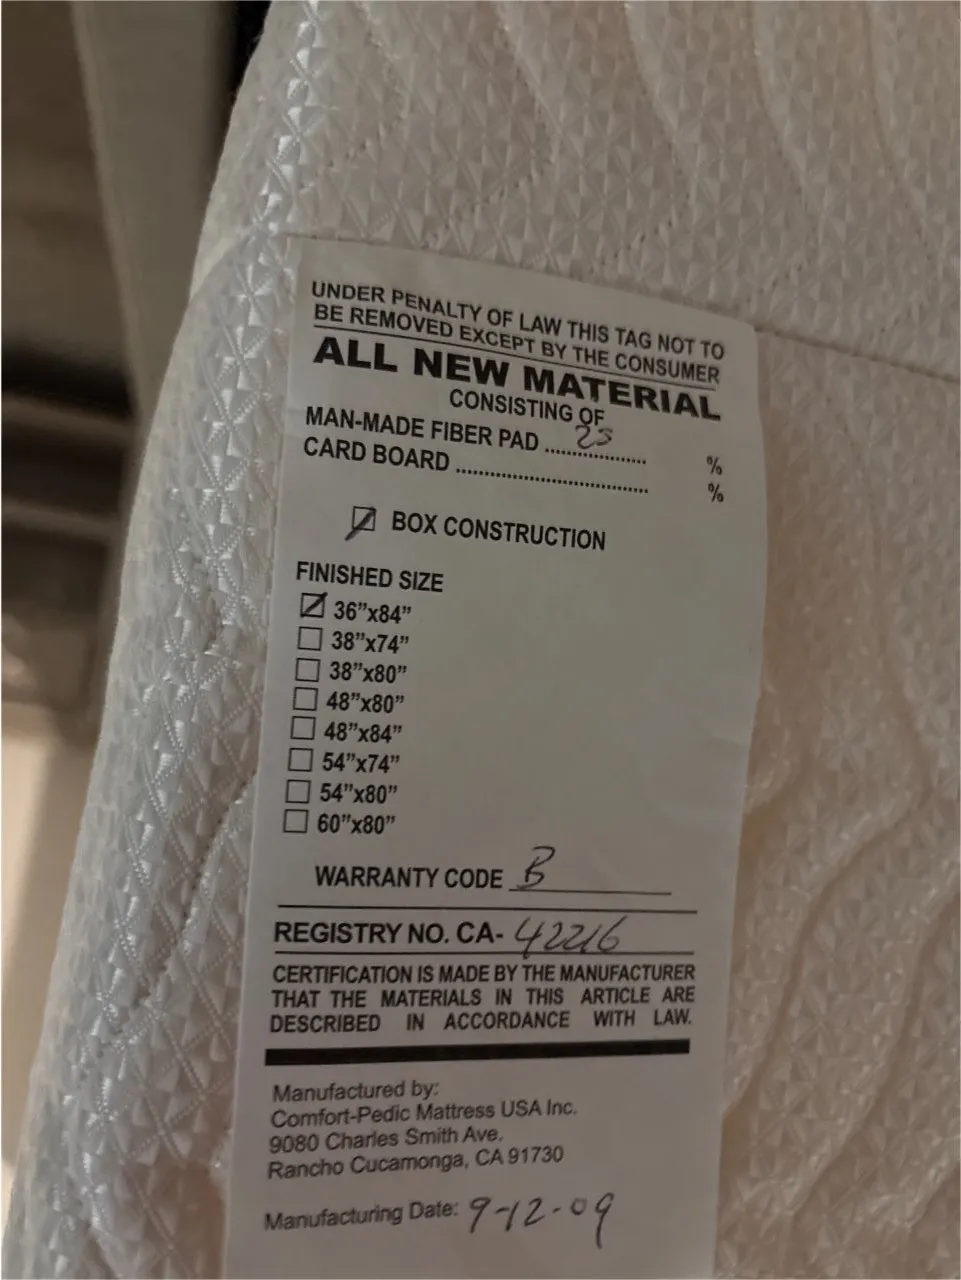 UNDER PENALTY OF LAW THIS TAG NOT TO
BE REMOVED EXCEPT BY THE CONSUMER
ALL NEW MATERIAL
CONSISTING OF
MAN-MADE FIBER PAD .................. %
CARD BOARD .................................. %
BOX CONSTRUCTION
FINISHED SIZE
36”x84”
38”x74”
38”x80”
48”x80”
48”x84”
54”x74”
54”x80”
60”x80”
WARRANTY CODE B
REGISTRY NO. CA- 42216
CERTIFICATION IS MADE BY THE MANUFACTURER
THAT THE MATERIALS IN THIS ARTICLE ARE
DESCRIBED IN ACCORDANCE WITH LAW.
Manufactured by:
Comfort-Pedic Mattress USA Inc.
9080 Charles Smith Ave.
Rancho Cucamonga, CA 91730
Manufacturing Date: 9-12-09